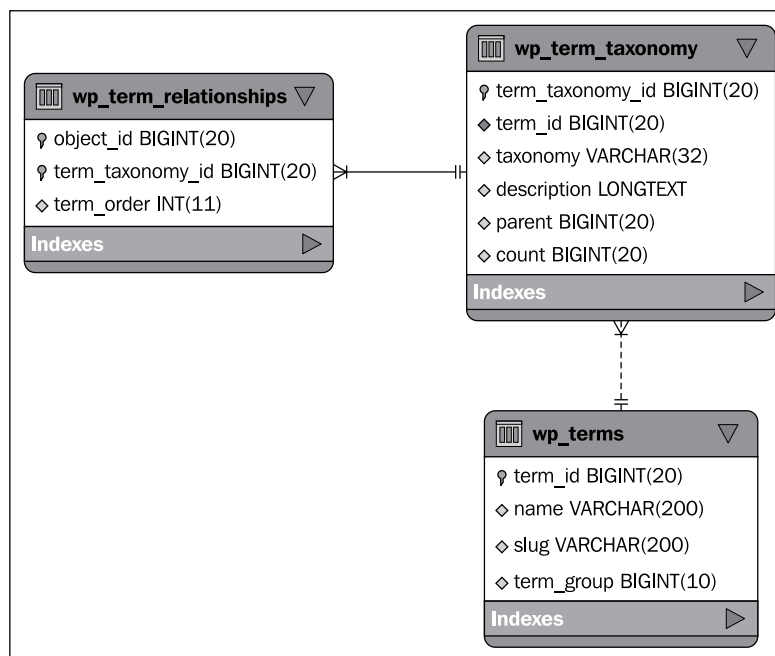 wp_term_relationships
object_id BIGINT(20)
term_taxonomy_id BIGINT(20)
term_order INT(11)
Indexes
wp_term_taxonomy
term_taxonomy_id BIGINT(20)
term_id BIGINT(20)
taxonomy VARCHAR(32)
description LONGTEXT
parent BIGINT(20)
count BIGINT(20)
Indexes
wp_terms
term_id BIGINT(20)
name VARCHAR(200)
slug VARCHAR(200)
term_group BIGINT(10)
Indexes